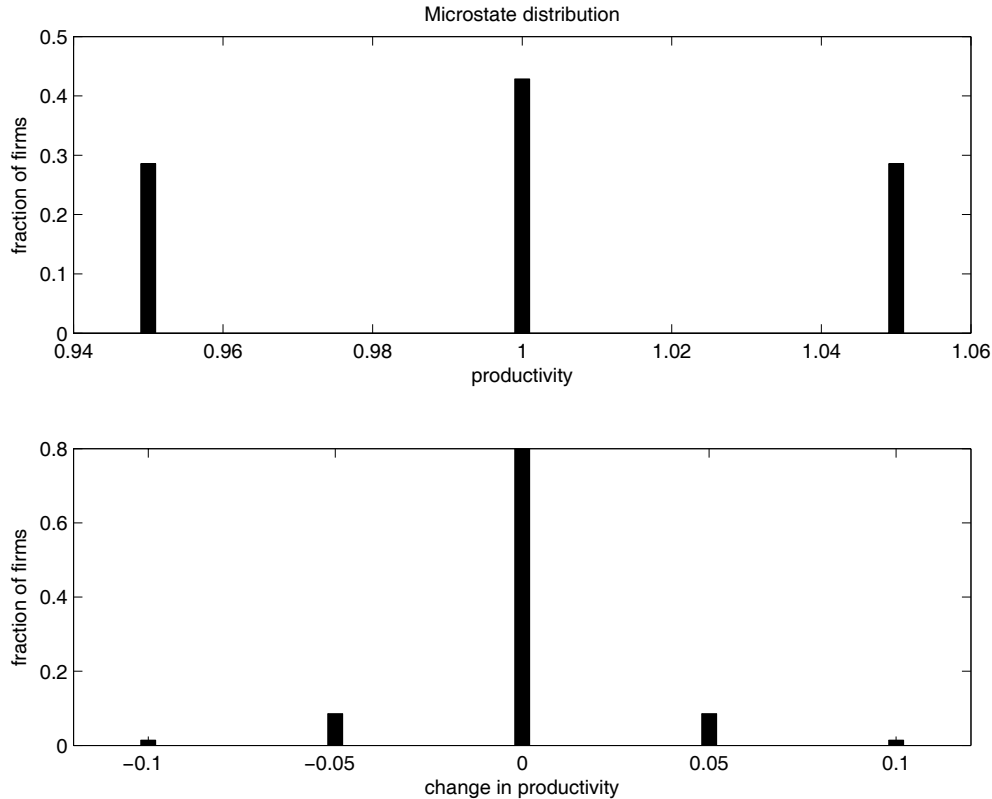 Microstate distribution
0.5
0.4
0.3
0.2
0.1
0
fraction of firms
0.94 0.96 0.98 1 1.02 1.04 1.06
productivity
0.8
0.6
0.4
0.2
0
fraction of firms
−0.1 −0.05 0 0.05 0.1
change in productivity